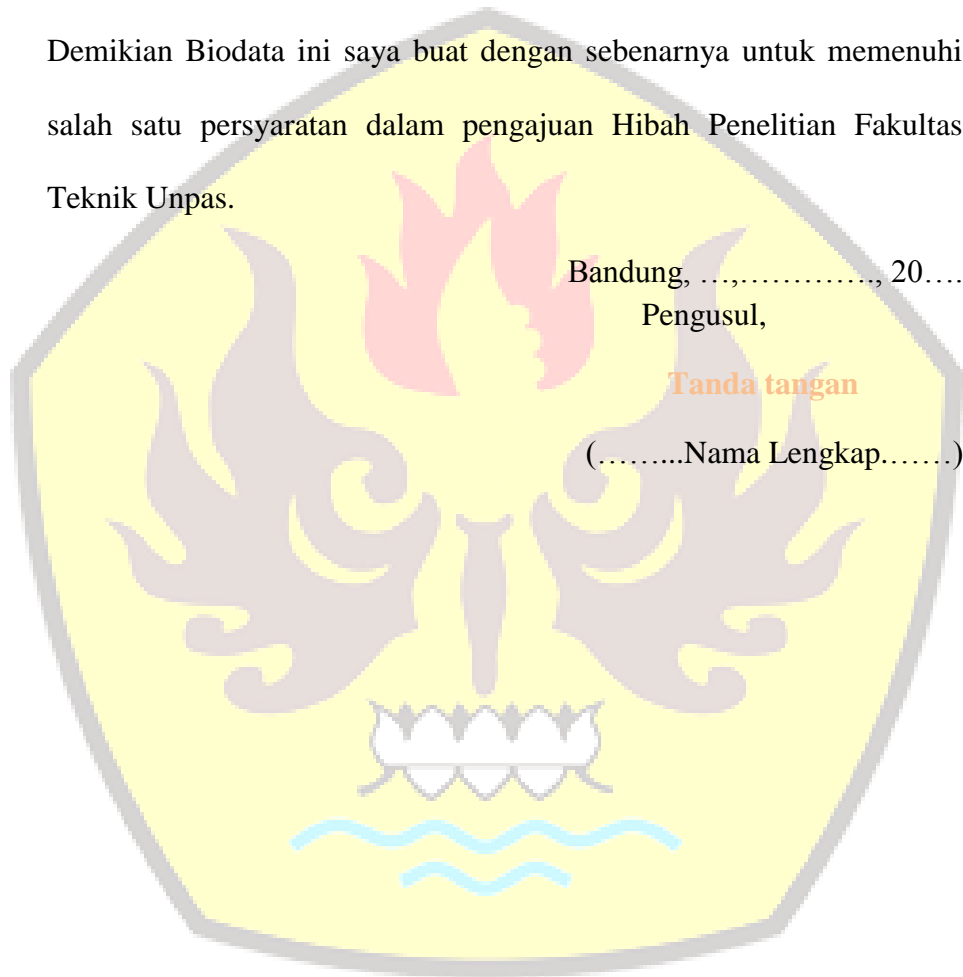 Demikian Biodata ini saya buat dengan sebenarnya untuk memenuhi
salah satu persyaratan dalam pengajuan Hibah Penelitian Fakultas
Teknik Unpas.
Bandung, …,…………., 20….
Pengusul,
Tanda tangan
(……...Nama Lengkap.……)